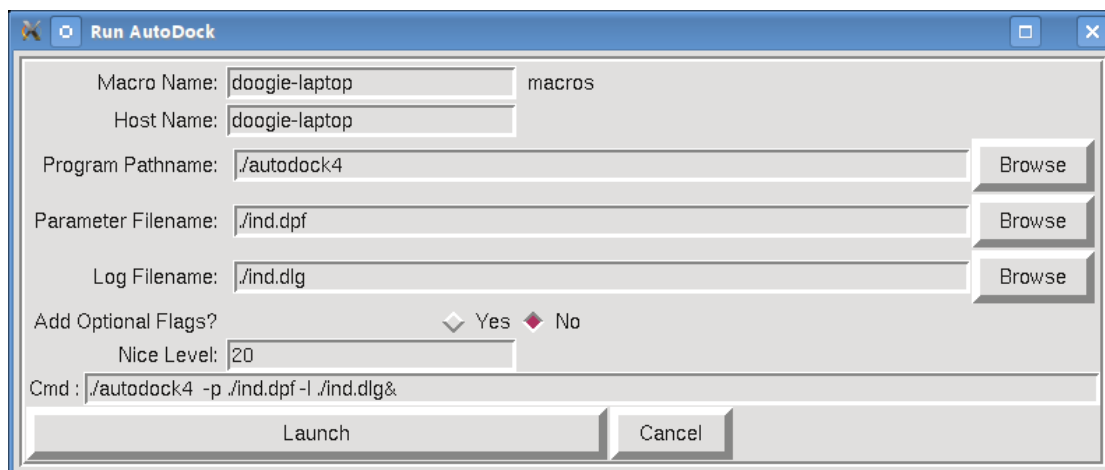 Run AutoDock
Macro Name: doogie-laptop macros
Host Name: doogie-laptop
Program Pathname: ./autodock4 Browse
Parameter Filename: ./ind.dpf Browse
Log Filename: ./ind.dlg Browse
Add Optional Flags? Yes No
Nice Level: 20
Cmd : ./autodock4 -p ./ind.dpf -l ./ind.dlg&
Launch Cancel